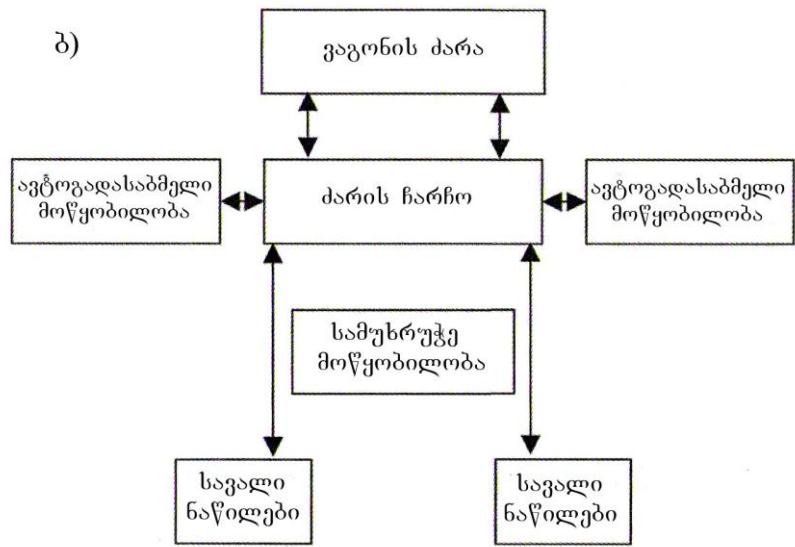 ბ)
ვაგონის ძარა
ავტოგადასაბმელი
მოწყობილობა
ძარის ჩარჩო
ავტოგადასაბმელი
მოწყობილობა
სამუხრუჭე
მოწყობილობა
სავალი
ნაწილები
სავალი
ნაწილები